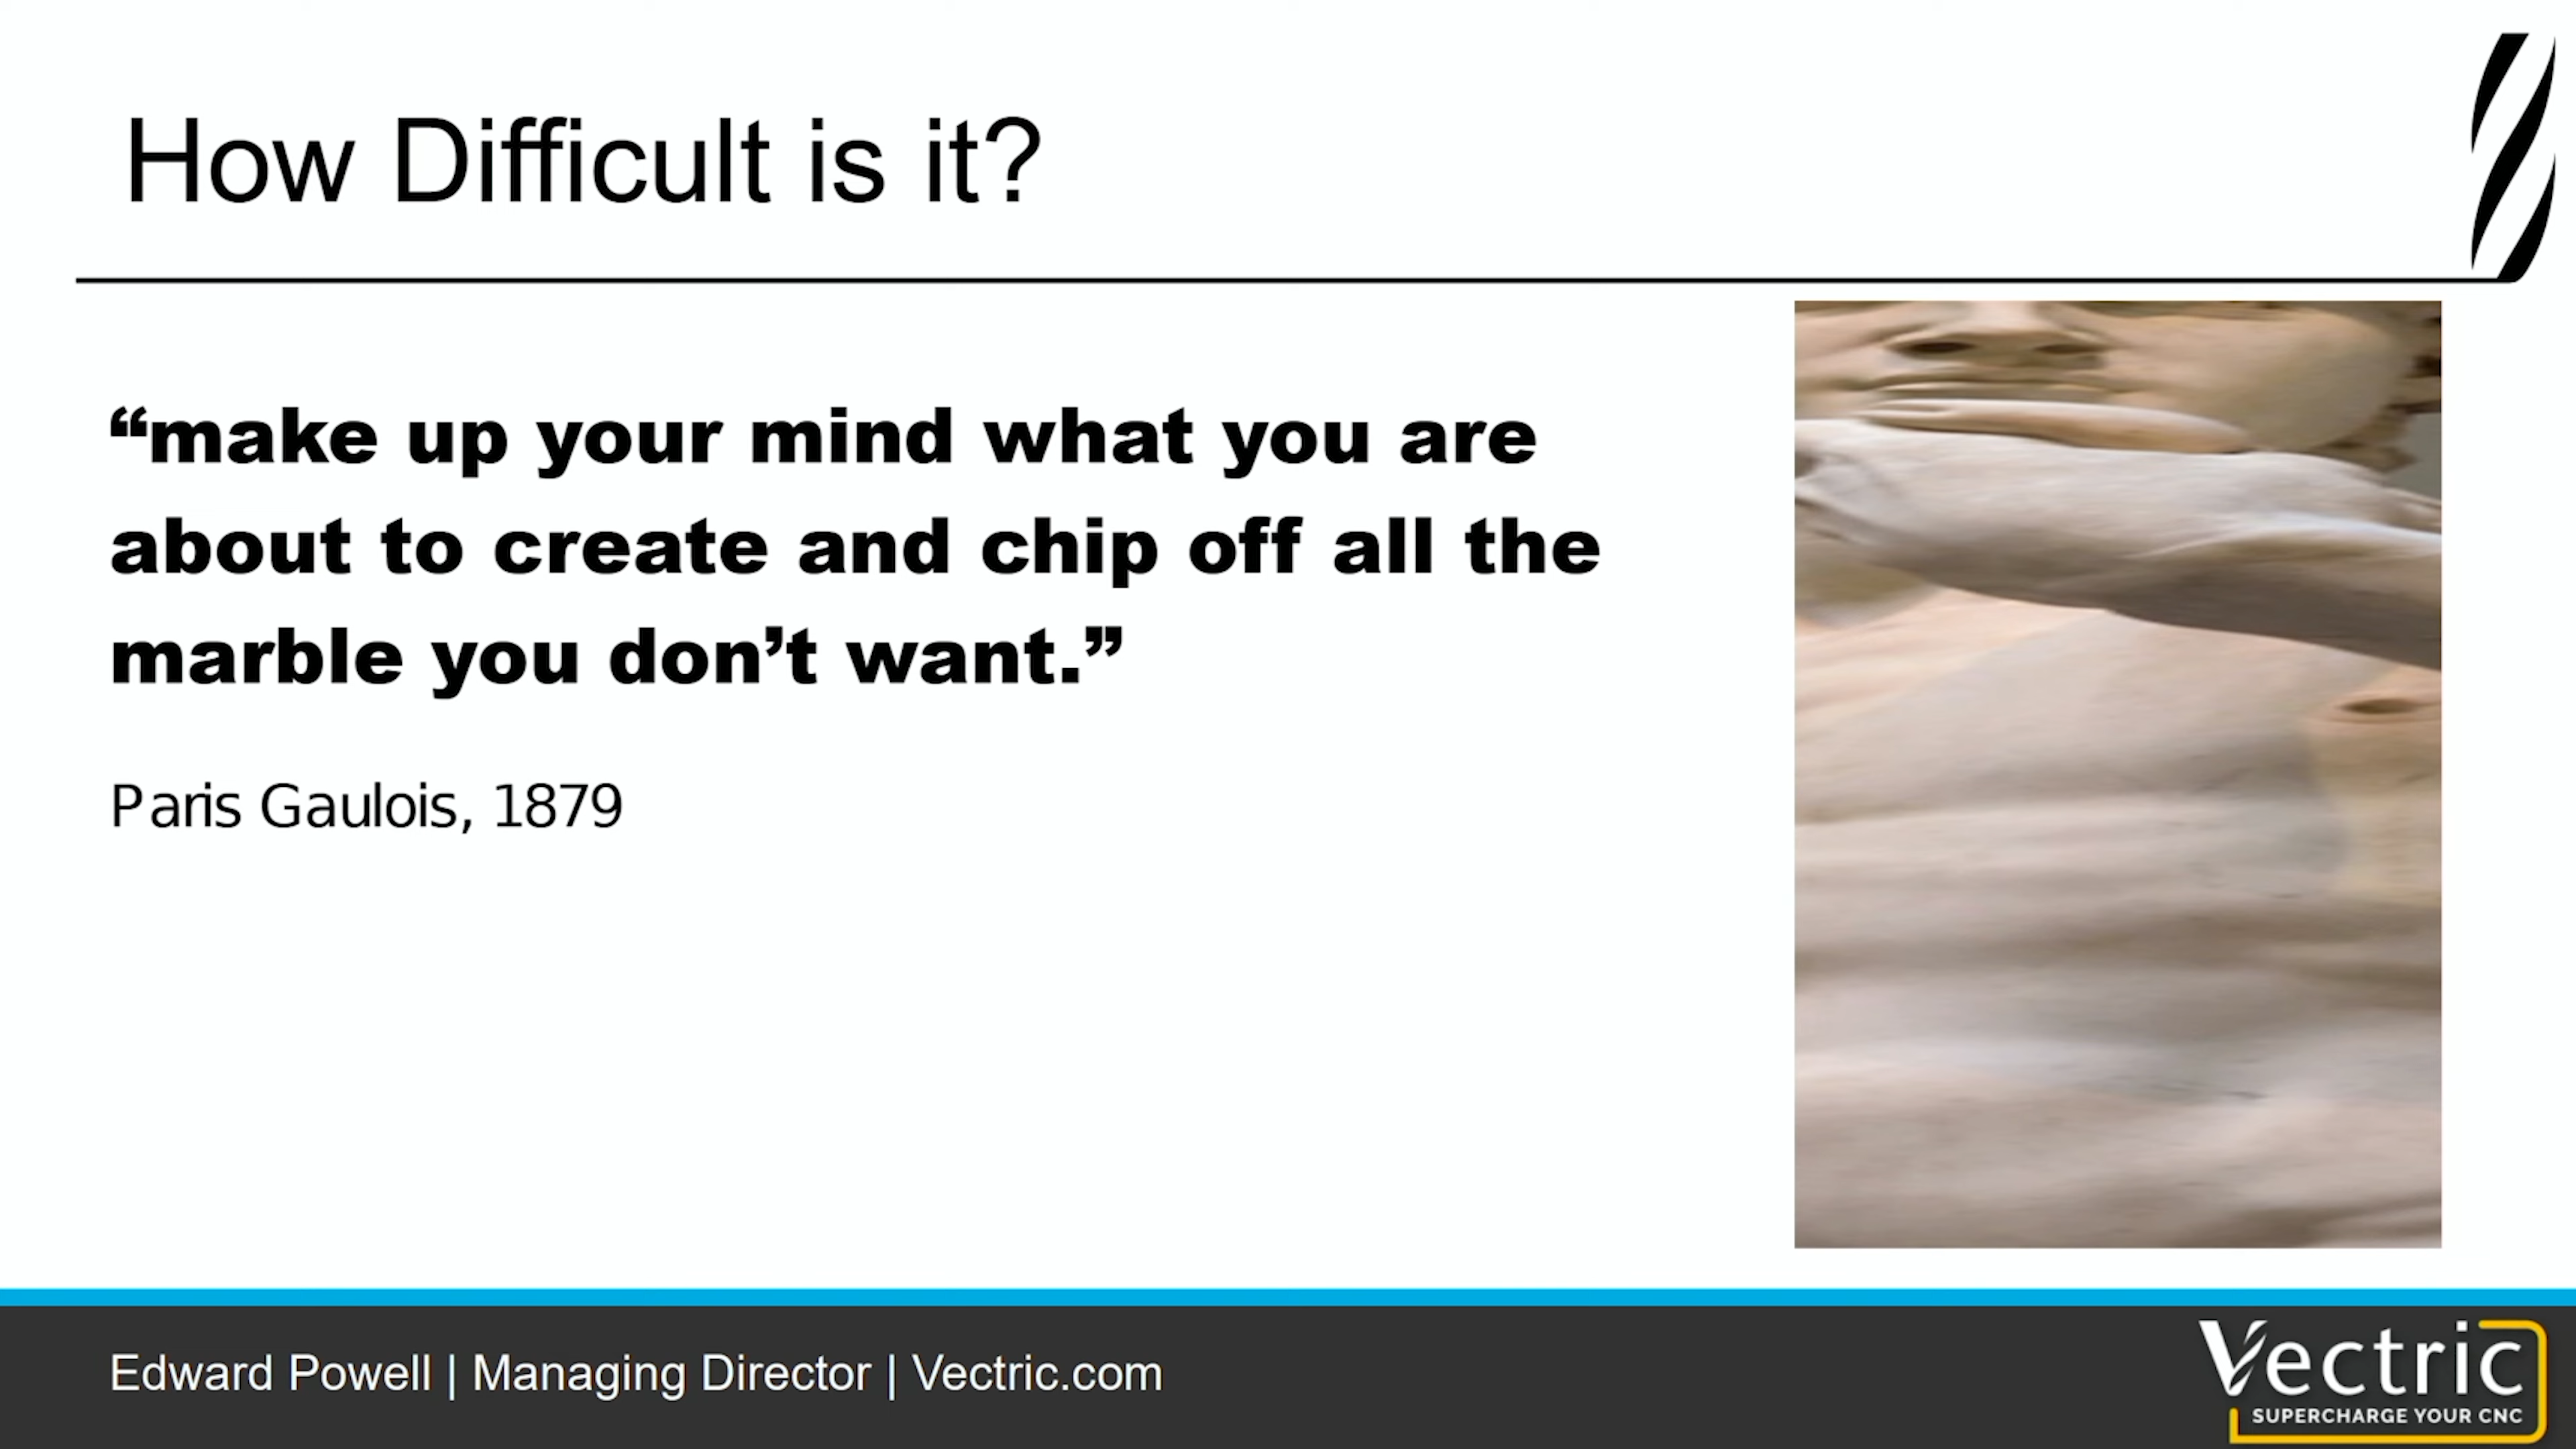 How Difficult is it?
“make up your mind what you are
about to create and chip off all the
marble you don’t want.”
Paris Gaulois, 1879
Edward Powell | Managing Director | Vectric.com
Vectric
SUPERCHARGE YOUR CNC